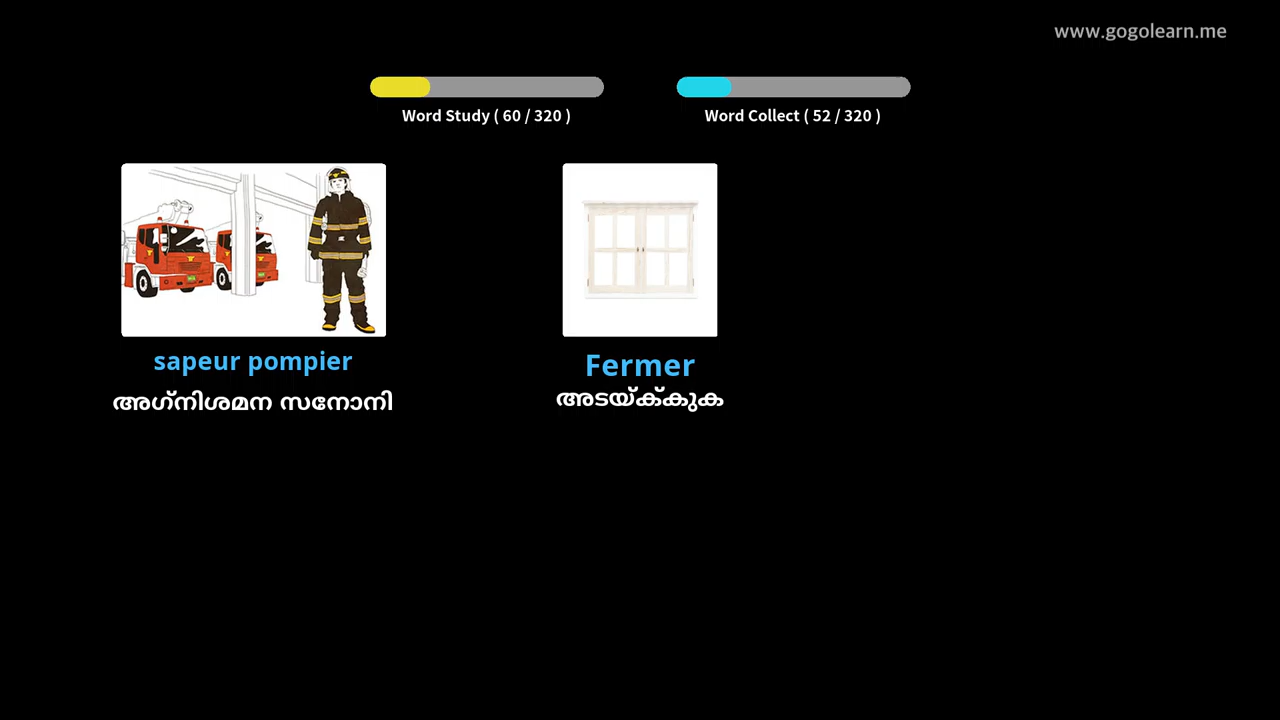 www.gogolearn.me
Word Study ( 60 / 320 )
Word Collect ( 52 / 320 )
sapeur pompier
അഗ്നിശമന സനോനി
Fermer
അടയ്ക്കുക